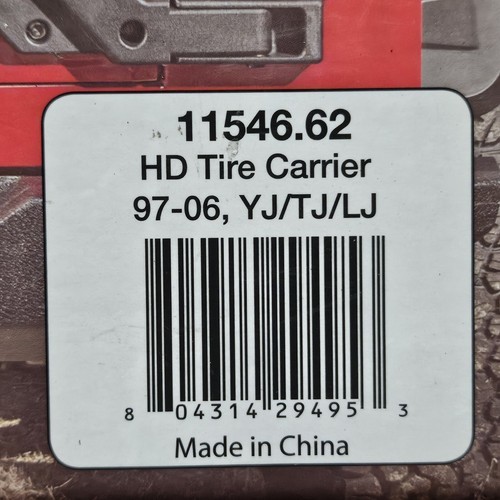 11546.62
HD Tire Carrier
97-06, YJ/TJ/LJ
8 04314 29495 3
Made in China